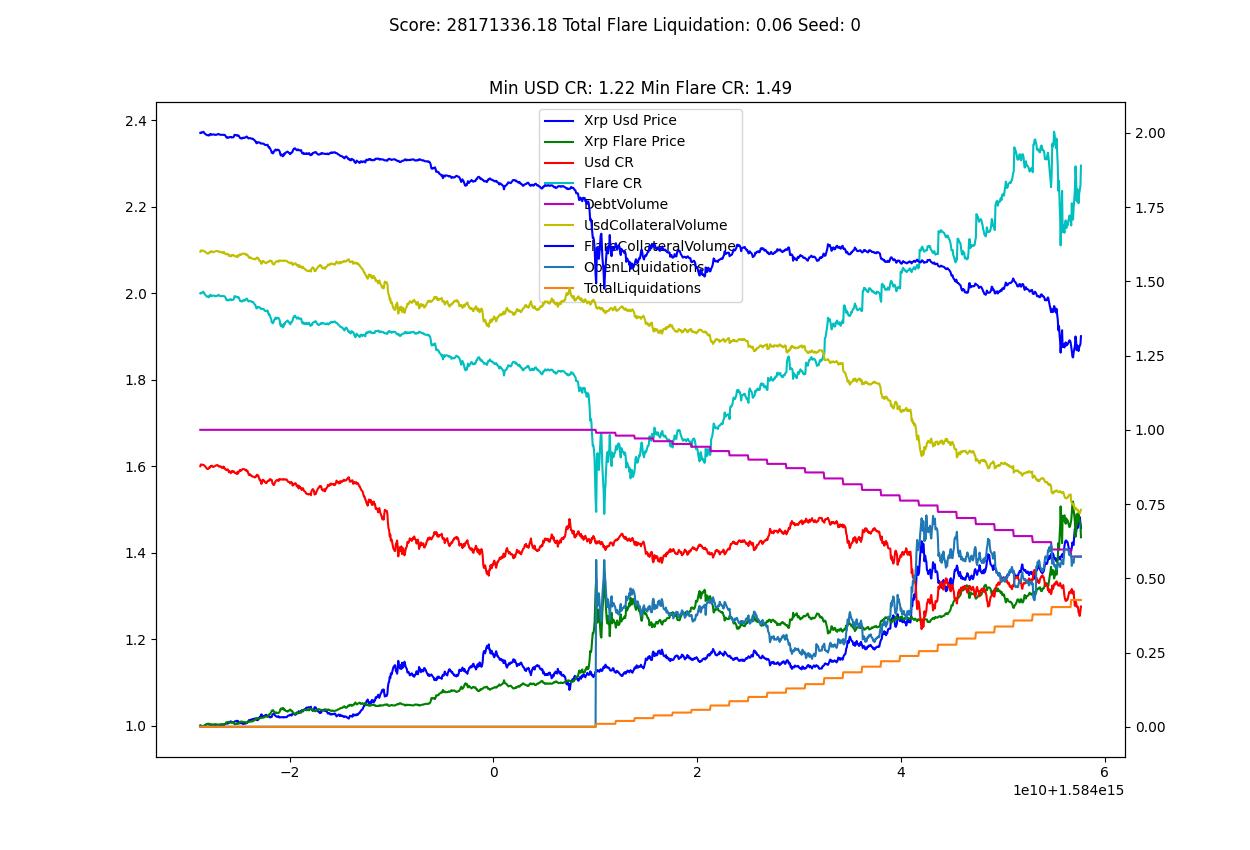 Score: 28171336.18 Total Flare Liquidation: 0.06 Seed: 0
Min USD CR: 1.22 Min Flare CR: 1.49
Xrp Usd Price
Xrp Flare Price
Usd CR
Flare CR
DebtVolume
UsdCollateralVolume
FlareCollateralVolume
OpenLiquidations
TotalLiquidations
2.4
2.2
2.0
1.8
1.6
1.4
1.2
1.0
2.00
1.75
1.50
1.25
1.00
0.75
0.50
0.25
0.00
−2 0 2 4 6
1e10+1.584e15